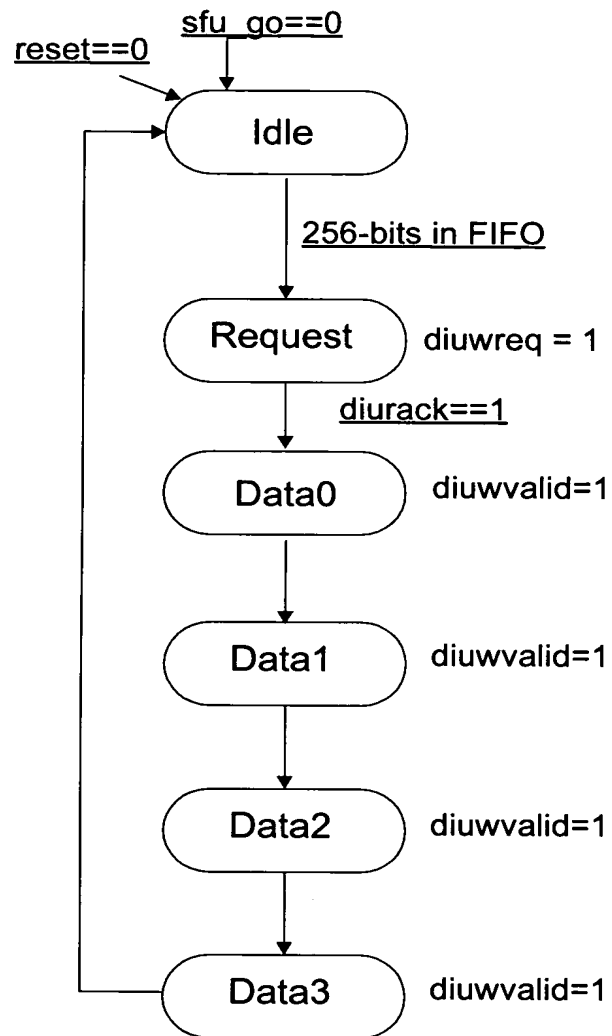 sfu_go==0
reset==0
Idle
256-bits in FIFO
Request
diuwreq = 1
diurack==1
Data0
diuwvalid=1
Data1
diuwvalid=1
Data2
diuwvalid=1
Data3
diuwvalid=1